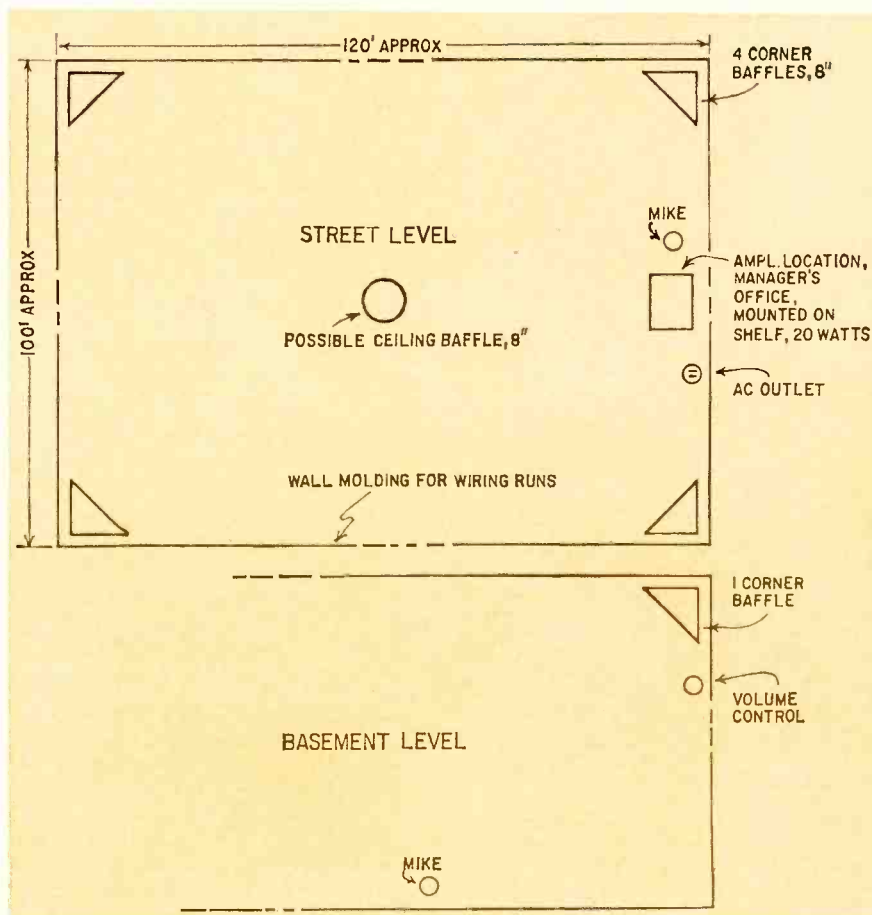 120' APPROX
4 CORNER
BAFFLES, 8"
100' APPROX
STREET LEVEL
MIKE
AMPL. LOCATION,
MANAGER'S
OFFICE,
MOUNTED ON
SHELF, 20 WATTS
POSSIBLE CEILING BAFFLE, 8"
AC OUTLET
WALL MOLDING FOR WIRING RUNS
1 CORNER
BAFFLE
VOLUME
CONTROL
BASEMENT LEVEL
MIKE